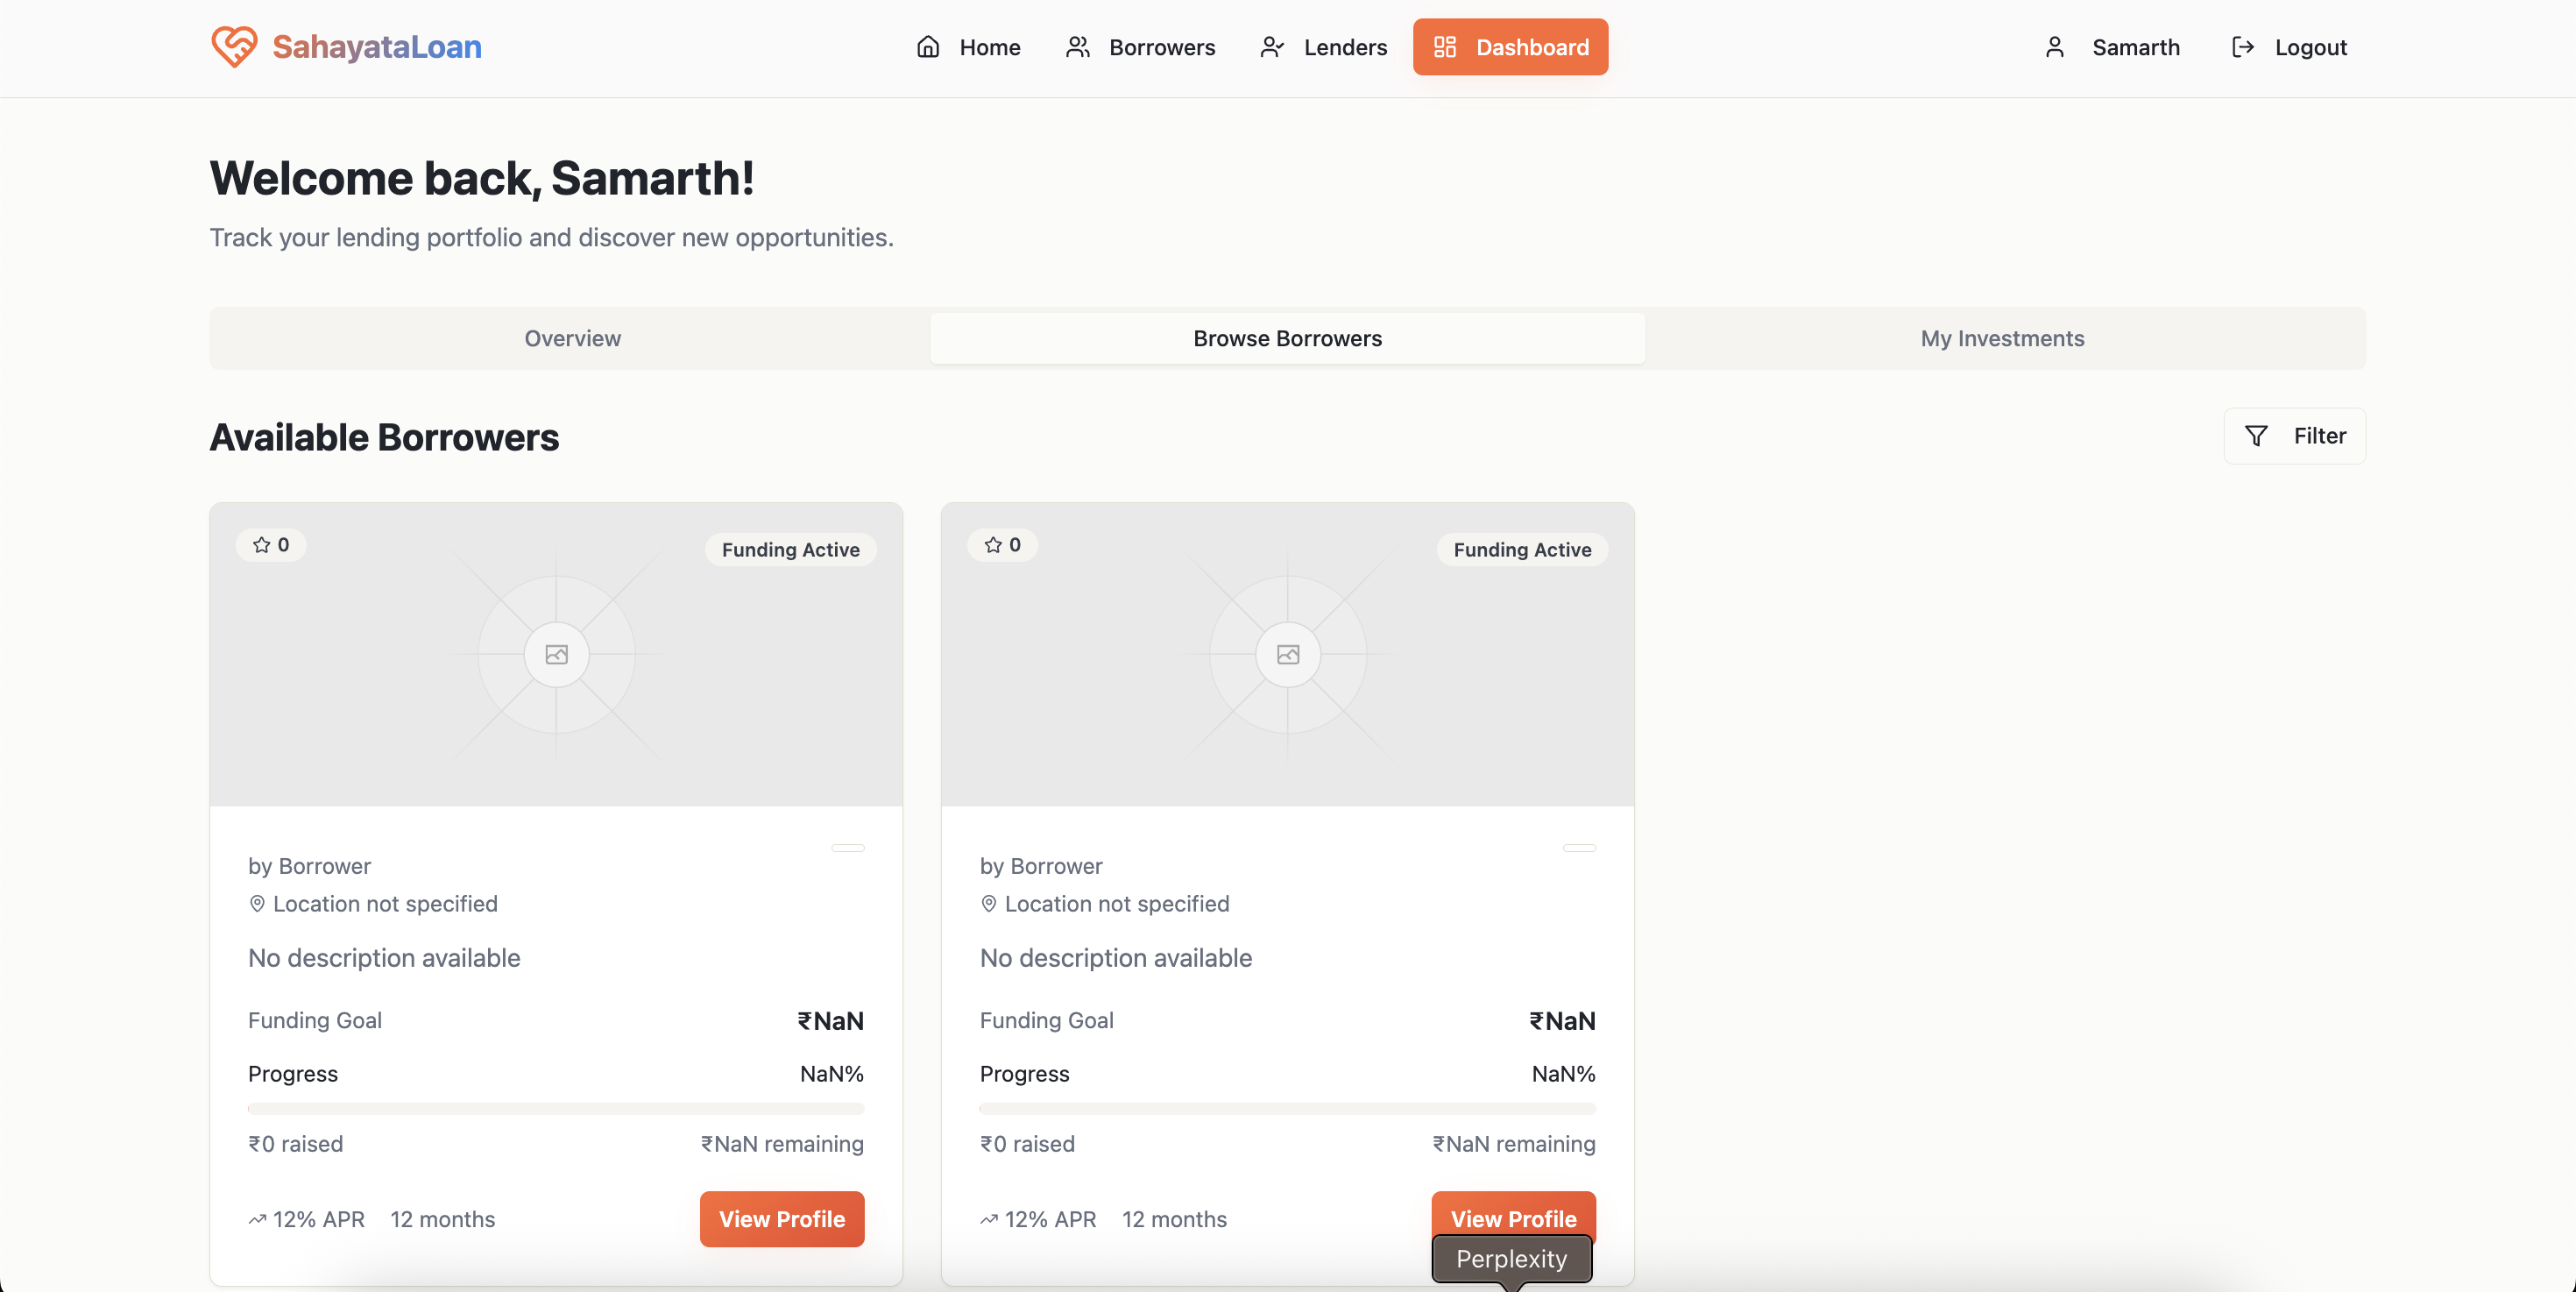 SahayataLoan
Home
Borrowers
Lenders
Dashboard
Samarth
Logout
Welcome back, Samarth!
Track your lending portfolio and discover new opportunities.
Overview
Browse Borrowers
My Investments
Available Borrowers
Filter
0
Funding Active
by Borrower
Location not specified
No description available
Funding Goal ₹NaN
Progress NaN%
₹0 raised ₹NaN remaining
12% APR 12 months
View Profile
0
Funding Active
by Borrower
Location not specified
No description available
Funding Goal ₹NaN
Progress NaN%
₹0 raised ₹NaN remaining
12% APR 12 months
View Profile
Perplexity